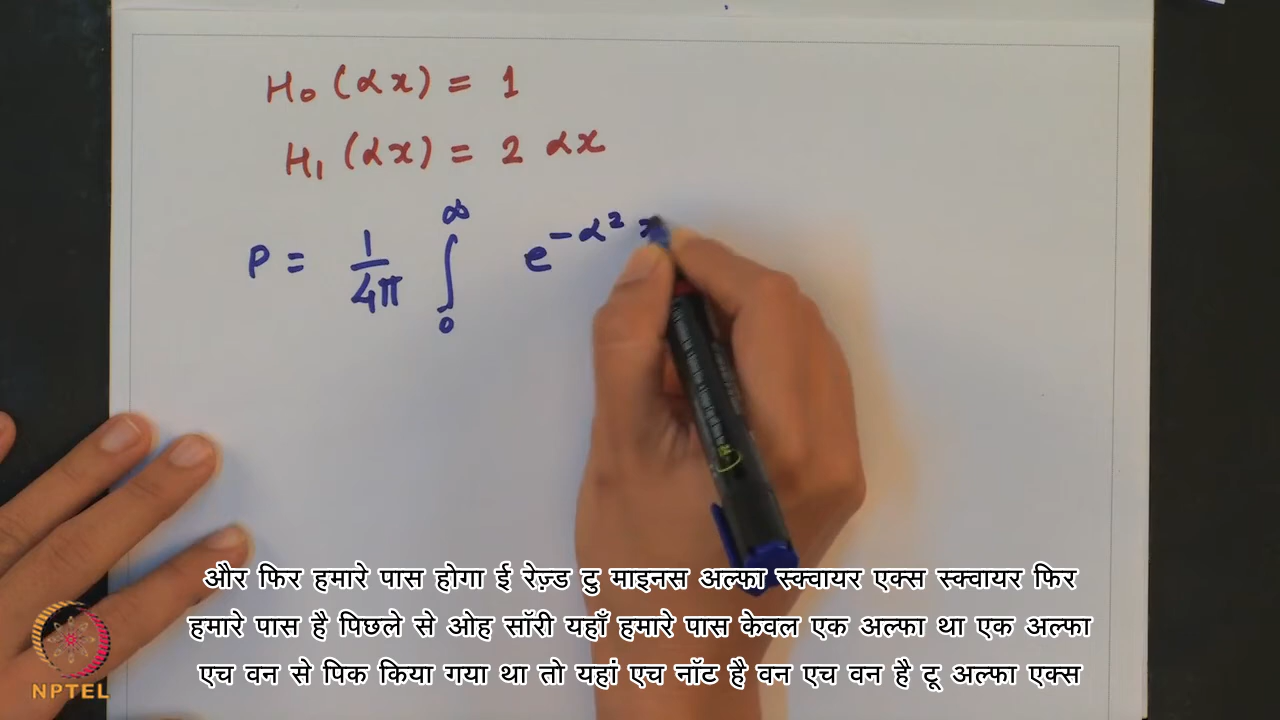 H₀ (αx) = 1
H₁ (αx) = 2 αx
P = 1/4π ∫₀^∞ e^{-α² x
और फिर हमारे पास होगा ई रेज़्ड टु माइनस अल्फा स्क्वायर एक्स स्क्वायर फिर
हमारे पास है पिछले से ओह सॉरी यहाँ हमारे पास केवल एक अल्फा था एक अल्फा
एच वन से पिक किया गया था तो यहां एच नॉट है वन एच वन है टू अल्फा एक्स
NPTEL